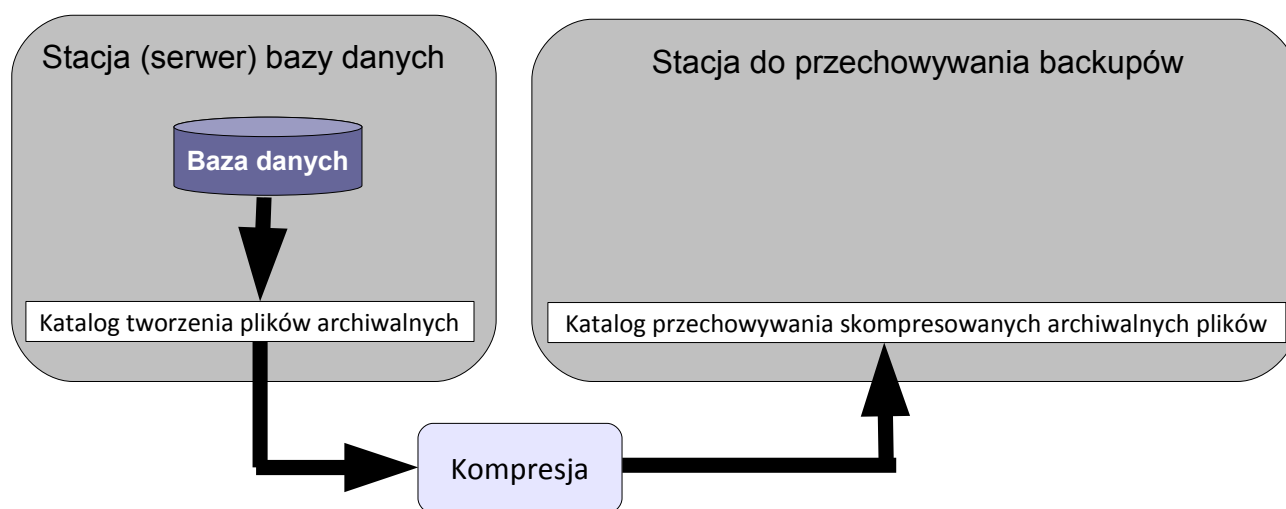 Stacja (serwer) bazy danych
Stacja do przechowywania backupów
Baza danych
Katalog tworzenia plików archiwalnych
Katalog przechowywania skompresowanych archiwalnych plików
Kompresja